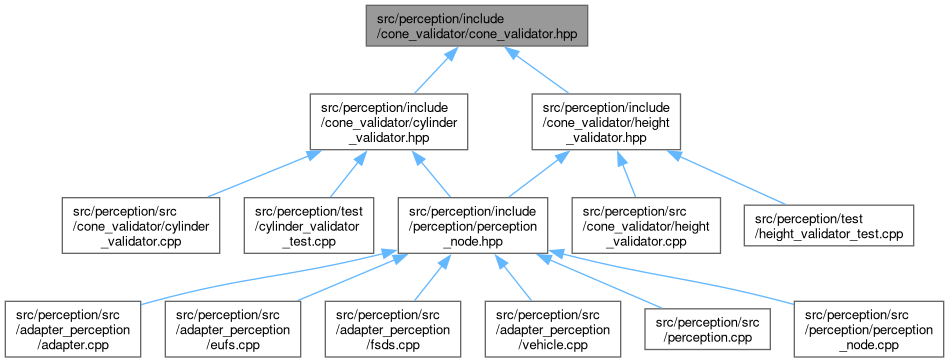 src/perception/include
/cone_validator/cone_validator.hpp
src/perception/include
/cone_validator/cylinder
_validator.hpp
src/perception/include
/cone_validator/height
_validator.hpp
src/perception/src
/cone_validator/cylinder
_validator.cpp
src/perception/test
/cylinder_validator
_test.cpp
src/perception/include
/perception/perception
_node.hpp
src/perception/src
/cone_validator/height
_validator.cpp
src/perception/test
/height_validator_test.cpp
src/perception/src
/adapter_perception
/adapter.cpp
src/perception/src
/adapter_perception
/eufs.cpp
src/perception/src
/adapter_perception
/fsds.cpp
src/perception/src
/adapter_perception
/vehicle.cpp
src/perception/src
/perception.cpp
src/perception/src
/perception/perception
_node.cpp